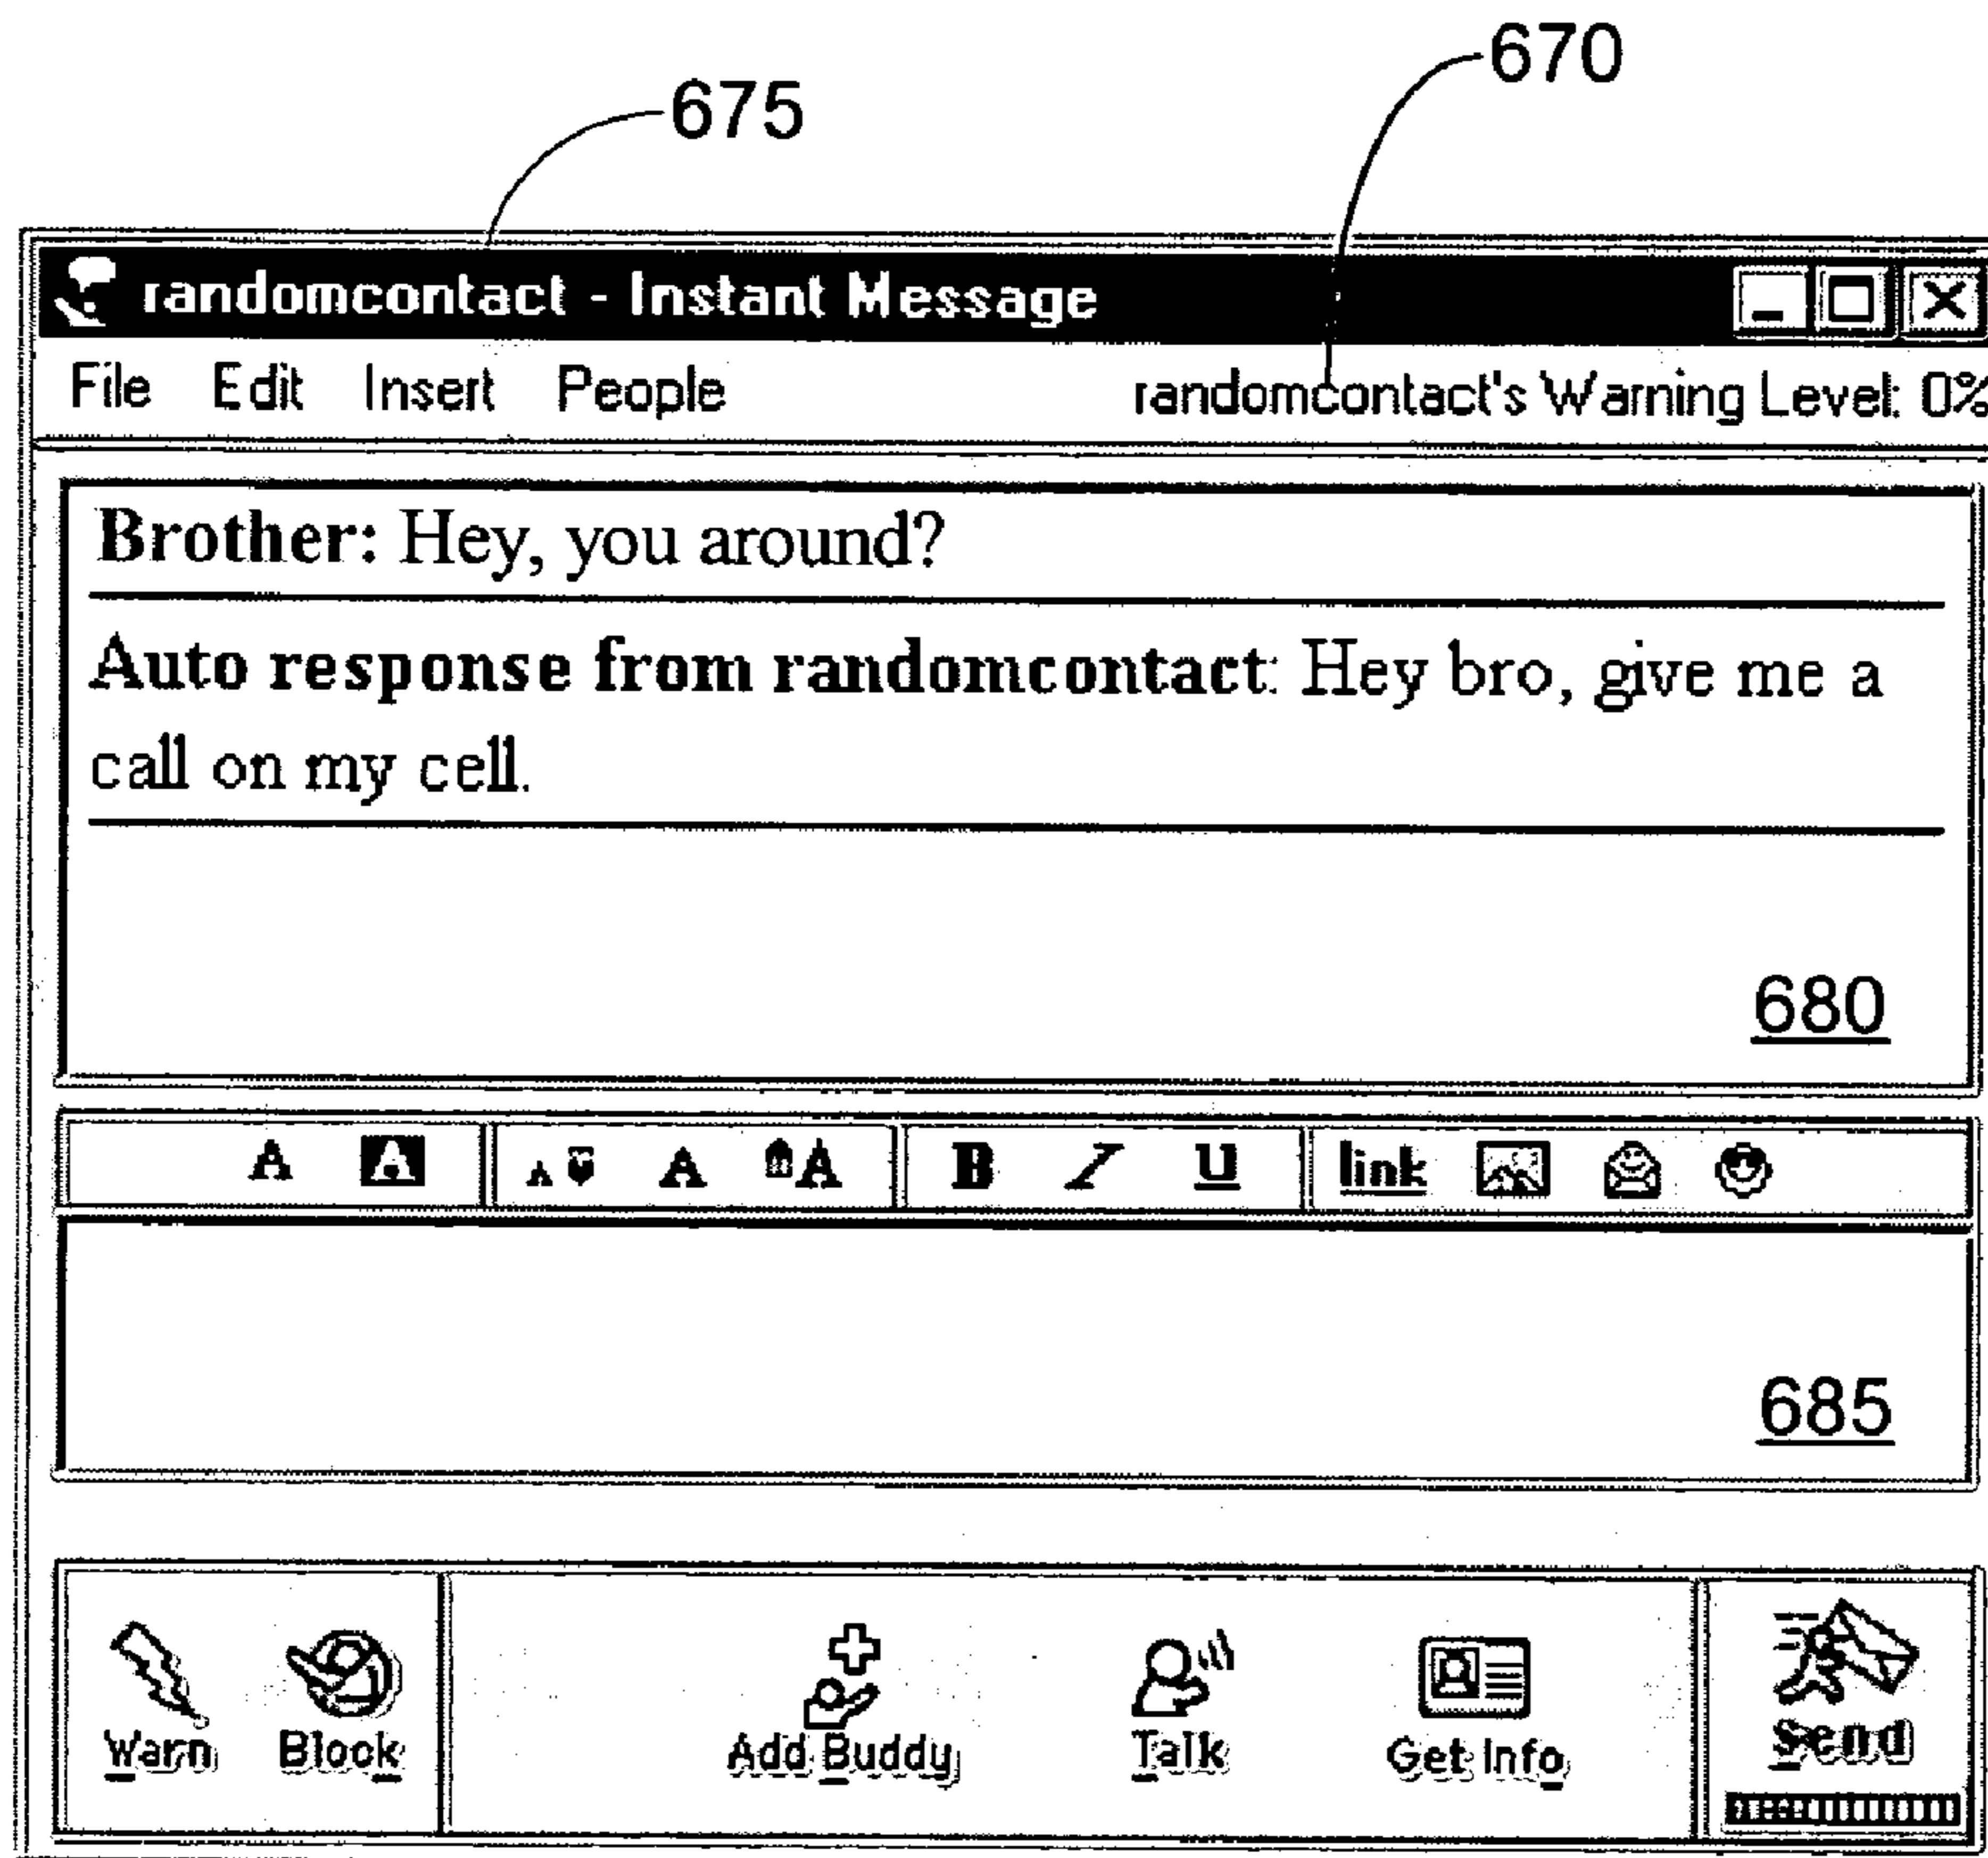 670
675
randomcontact - Instant Message
File Edit Insert People randomcontact's Warning Level: 0%
Brother: Hey, you around?
Auto response from randomcontact: Hey bro, give me a
call on my cell.
680
A A A A A B I U link
685
Warn Block Add Buddy Talk Get Info Send